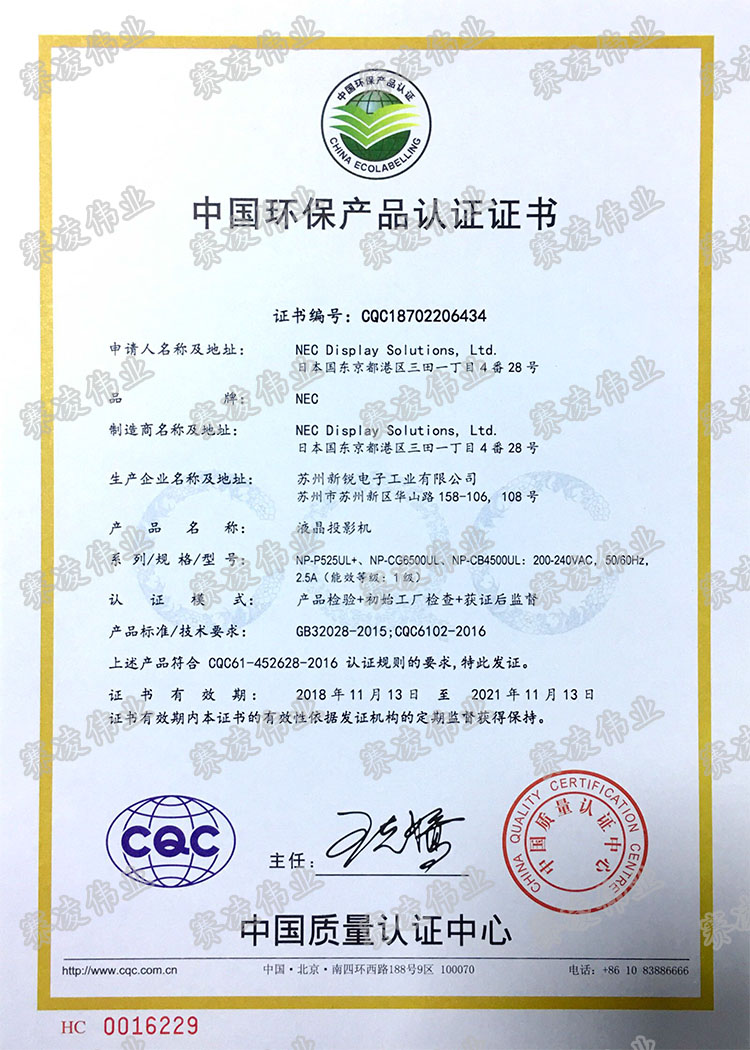 中国环保产品认证
CHINA ECOLABELLING
中国环保产品认证证书
证书编号：CQC18702206434
申请人名称及地址： NEC Display Solutions, Ltd.
日本国东京都港区三田一丁目4番28号
品牌： NEC
制造商名称及地址： NEC Display Solutions, Ltd.
日本国东京都港区三田一丁目4番28号
生产企业名称及地址： 苏州新锐电子工业有限公司
苏州市苏州新区华山路158-106, 108号
产品名称： 液晶投影机
系列/规格/型号： NP-P525UL+、NP-CG6500UL、NP-CB4500UL：200-240VAC, 50/60Hz,
2.5A（能效等级：1级）
认证模式： 产品检验+初始工厂检查+获证后监督
产品标准/技术要求： GB32028-2015;CQC6102-2016
上述产品符合 CQC61-452628-2016 认证规则的要求,特此发证。
证书有效期： 2018年11月13日 至 2021年11月13日
证书有效期内本证书的有效性依据发证机构的定期监督获得保持。
CQC
主任：
CHINA QUALITY CERTIFICATION CENTRE
中国质量认证中心
中国质量认证中心
http://www.cqc.com.cn 中国·北京·南四环西路188号9区 100070 电话：+86 10 83886666
HC 0016229
赛凌伟业